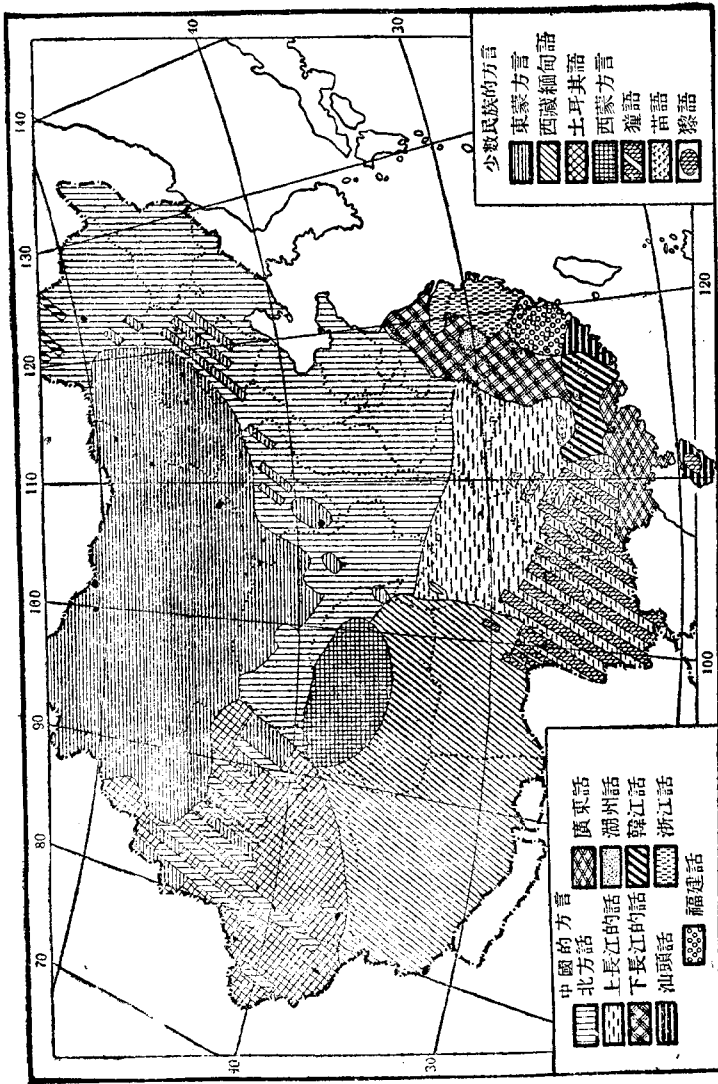 40
30
140
130
120
110
100
90
80
70
40
30
120
100
少數民族的方言
東蒙方言
西藏緬甸語
土耳其語
西蒙方言
獞語
苗語
語
中國的方言
北方話 廣東話
上長江的話 湖州話
下長江的話 韓江話
汕頭話 浙江話
福建話